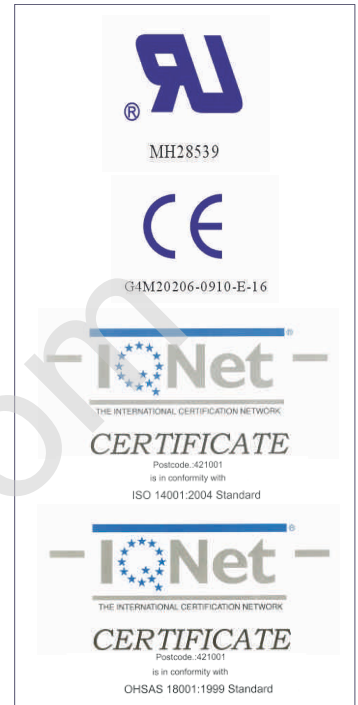 ®
MH28539
CE
G4M20206-0910-E-16
IQNet ®
THE INTERNATIONAL CERTIFICATION NETWORK
CERTIFICATE
Postcode.:421001
is in conformity with
ISO 14001:2004 Standard
IQNet ®
THE INTERNATIONAL CERTIFICATION NETWORK
CERTIFICATE
Postcode.:421001
is in conformity with
OHSAS 18001:1999 Standard